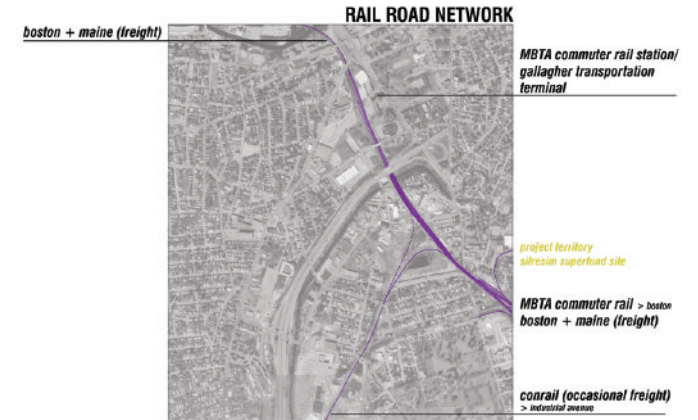 RAIL ROAD NETWORK
boston + maine (freight)
MBTA commuter rail station/
gallagher transportation
terminal
project territory
silresim superfund site
MBTA commuter rail > boston
boston + maine (freight)
conrail (occasional freight)
> industrial avenue